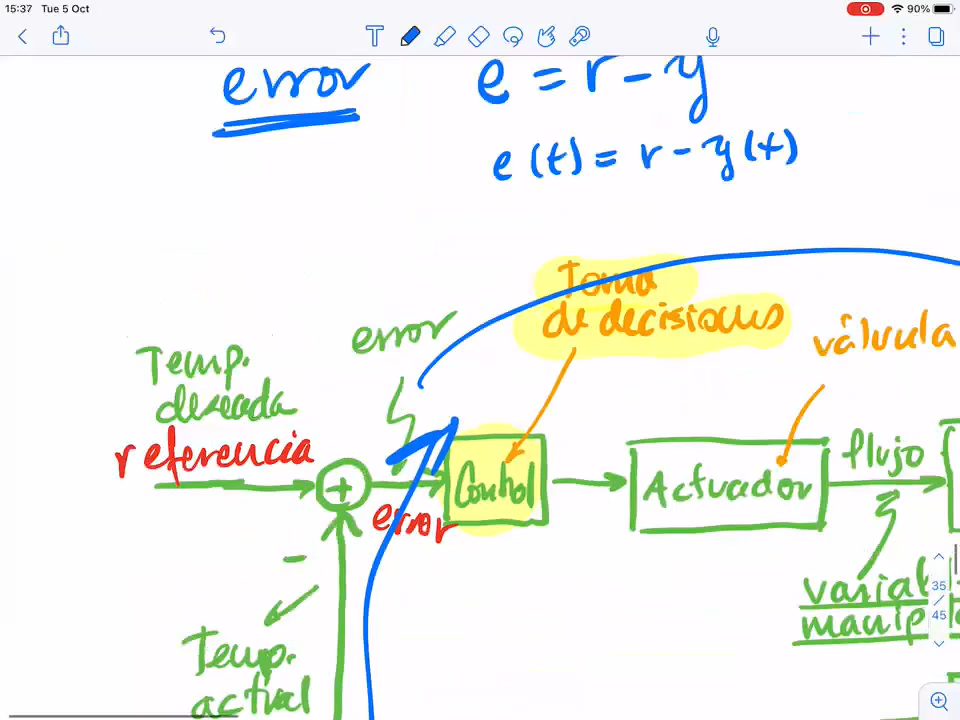 15:37 Tue 5 Oct
90%
error e = r - y
e(t) = r - y(t)
Toma
de decisiones
error
válvula
Temp.
deseada
referencia
flujo
+
Control
Actuador
error
-
variabl
manip
35
/
45
Temp.
actual